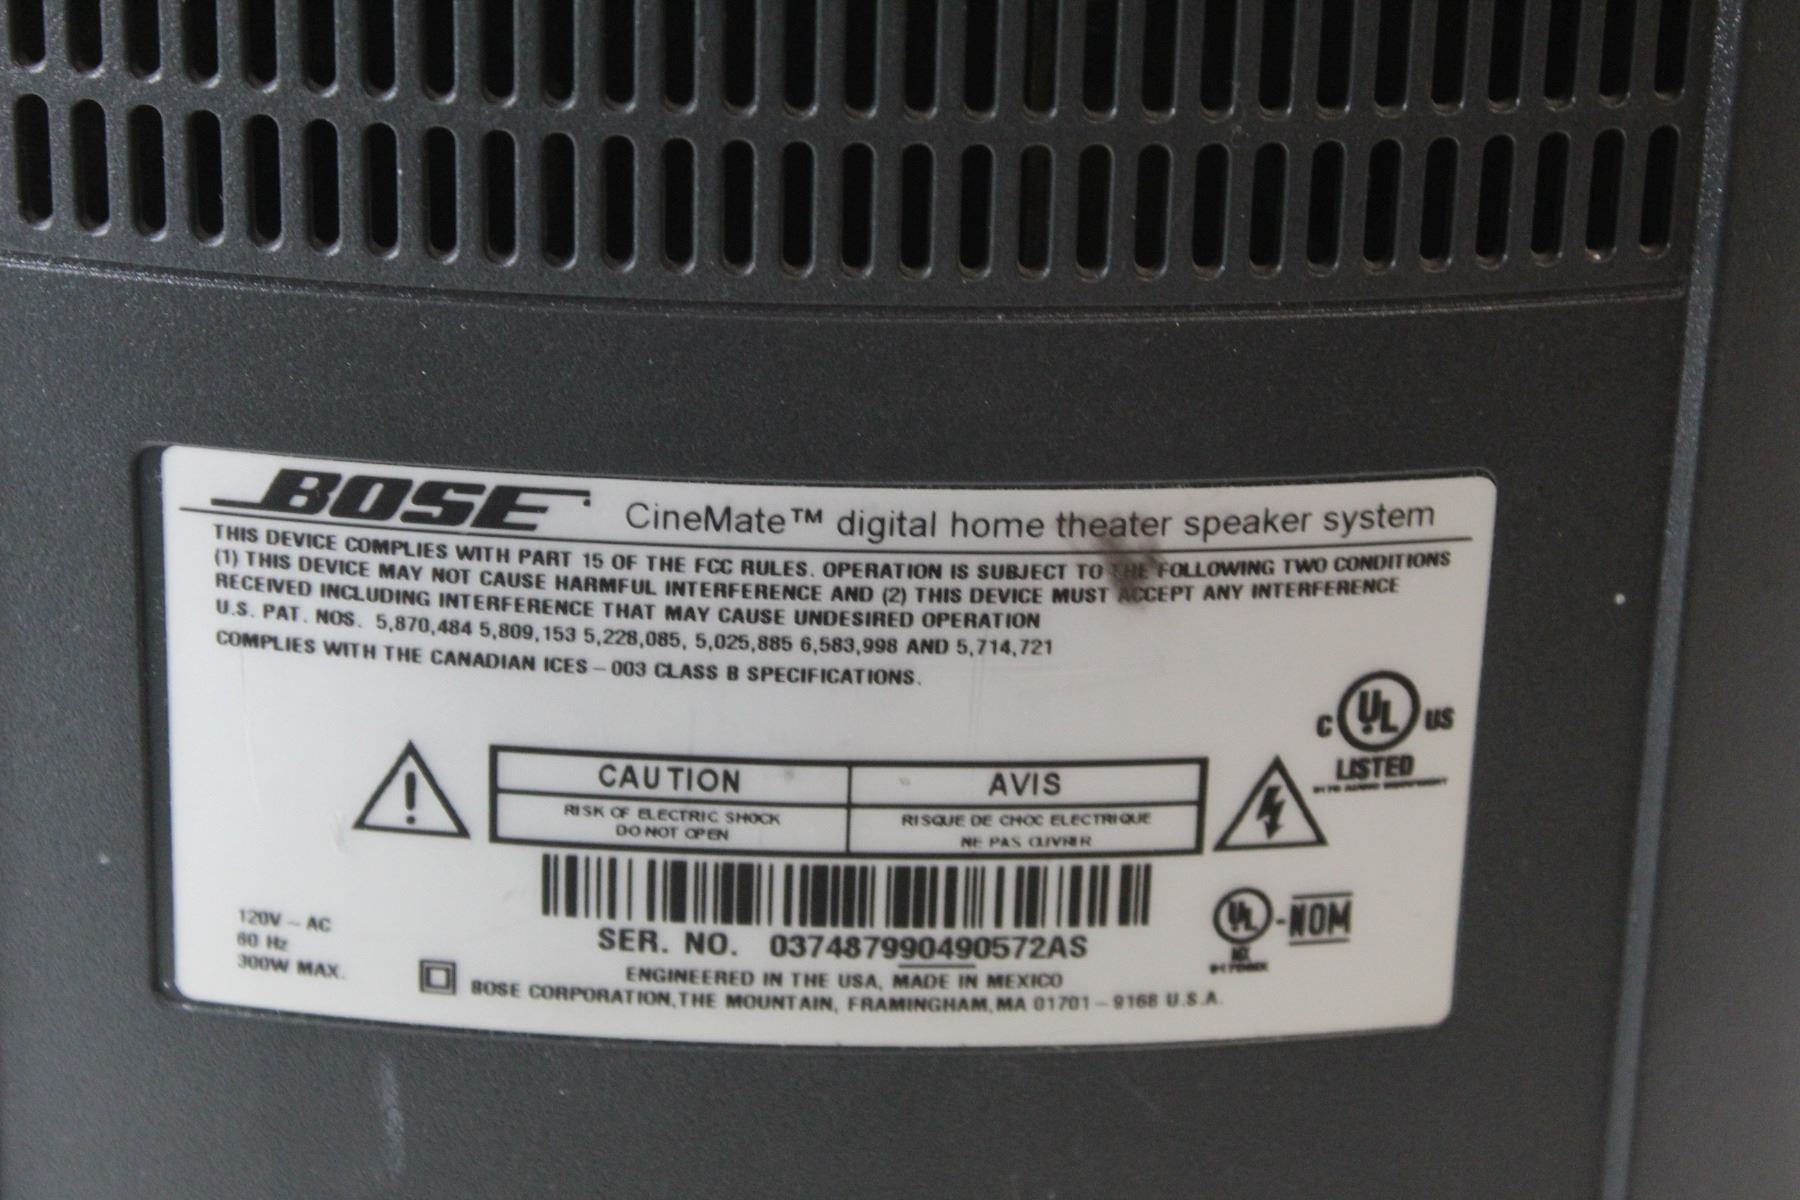 BOSE CineMate™ digital home theater speaker system
THIS DEVICE COMPLIES WITH PART 15 OF THE FCC RULES. OPERATION IS SUBJECT TO THE FOLLOWING TWO CONDITIONS
(1) THIS DEVICE MAY NOT CAUSE HARMFUL INTERFERENCE AND (2) THIS DEVICE MUST ACCEPT ANY INTERFERENCE
RECEIVED INCLUDING INTERFERENCE THAT MAY CAUSE UNDESIRED OPERATION
U.S. PAT. NOS. 5,870,484 5,809,153 5,228,085, 5,025,885 6,583,998 AND 5,714,721
COMPLIES WITH THE CANADIAN ICES – 003 CLASS B SPECIFICATIONS.
C UL US
LISTED
CAUTION
RISK OF ELECTRIC SHOCK
DO NOT OPEN
AVIS
RISQUE DE CHOC ELECTRIQUE
NE PAS OUVRIR
120V ~ AC
60 Hz
300W MAX.
UL-NOM
SER. NO. 037487990490572AS
ENGINEERED IN THE USA, MADE IN MEXICO
BOSE CORPORATION, THE MOUNTAIN, FRAMINGHAM, MA 01701 – 9168 U.S.A.